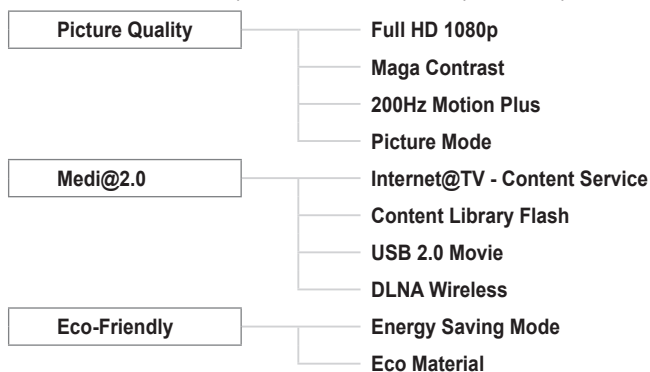 Picture Quality Full HD 1080p
Maga Contrast
200Hz Motion Plus
Picture Mode
Medi@2.0 Internet@TV - Content Service
Content Library Flash
USB 2.0 Movie
DLNA Wireless
Eco-Friendly Energy Saving Mode
Eco Material